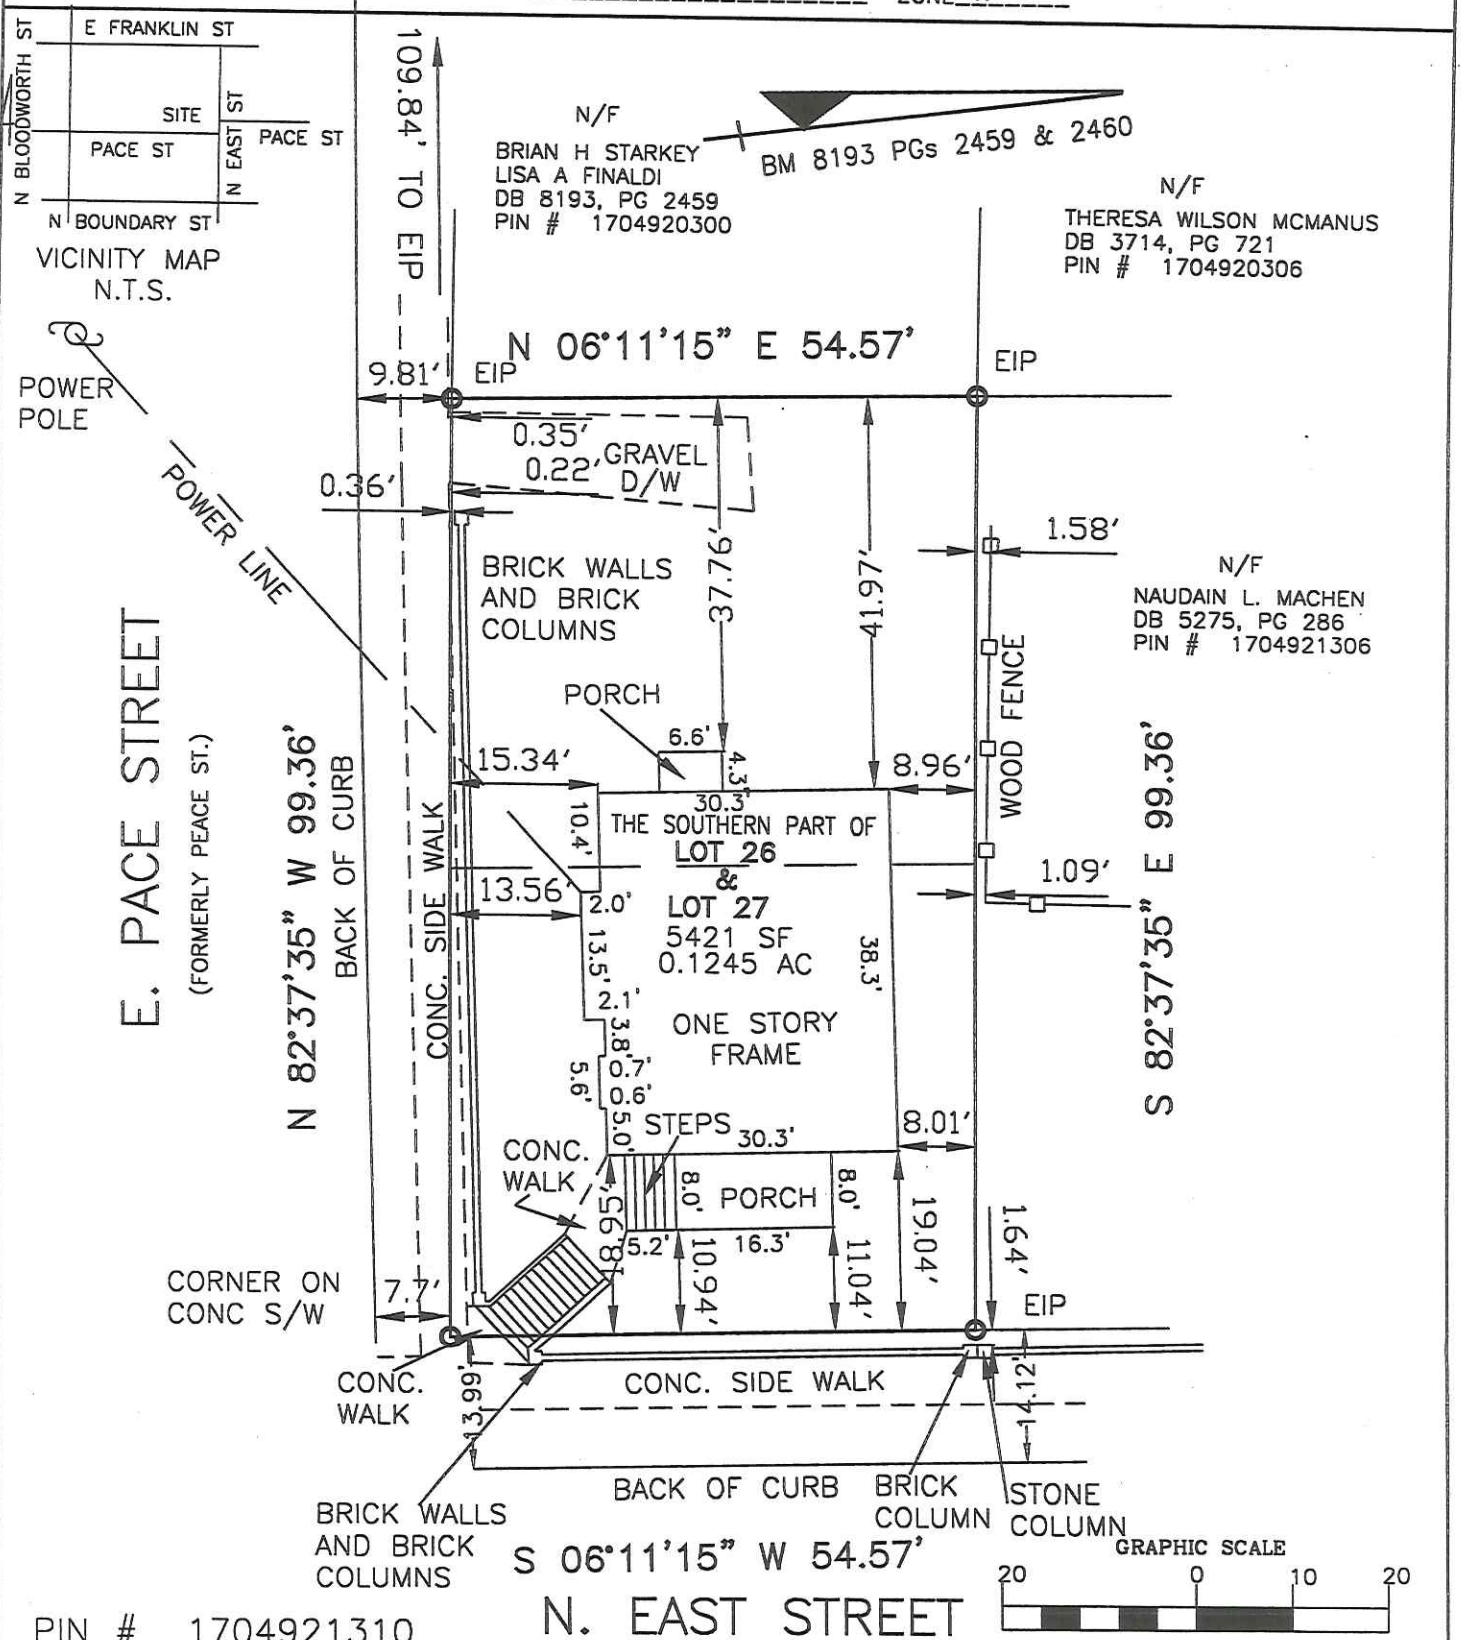 E FRANKLIN ST
N BLOODWORTH ST
SITE
PACE ST
N EAST ST
PACE ST
N BOUNDARY ST
VICINITY MAP
N.T.S.
109.84' TO EIP
N/F
BRIAN H STARKEY
LISA A FINALDI
DB 8193, PG 2459
PIN # 1704920300
BM 8193 PGs 2459 & 2460
N/F
THERESA WILSON MCMANUS
DB 3714, PG 721
PIN # 1704920306
POWER
POLE
POWER LINE
N 06°11'15" E 54.57'
9.81'
EIP
EIP
0.35'
0.22'
GRAVEL
D/W
0.36'
37.76'
41.97'
1.58'
BRICK WALLS
AND BRICK
COLUMNS
N/F
NAUDAIN L. MACHEN
DB 5275, PG 286
PIN # 1704921306
WOOD FENCE
PORCH
6.6'
4.3'
15.34'
8.96'
30.3'
10.4'
THE SOUTHERN PART OF
LOT 26
&
LOT 27
5421 SF
0.1245 AC
13.56'
2.0'
1.09'
13.5'
38.3'
E. PACE STREET
(FORMERLY PEACE ST.)
N 82°37'35" W 99.36'
BACK OF CURB
CONC. SIDE WALK
S 82°37'35" E 99.36'
2.1'
3.8'
0.7'
5.6'
0.6'
5.0'
ONE STORY
FRAME
STEPS
30.3'
8.01'
CONC.
WALK
18.95'
8.0'
PORCH
8.0'
5.2'
16.3'
10.94'
11.04'
19.04'
1.64'
CORNER ON
CONC S/W
7.7'
EIP
CONC.
WALK
13.99'
CONC. SIDE WALK
14.12'
BACK OF CURB
BRICK
COLUMN
STONE
COLUMN
BRICK WALLS
AND BRICK
COLUMNS
S 06°11'15" W 54.57'
N. EAST STREET
GRAPHIC SCALE
20 0 10 20
PIN # 1704921310